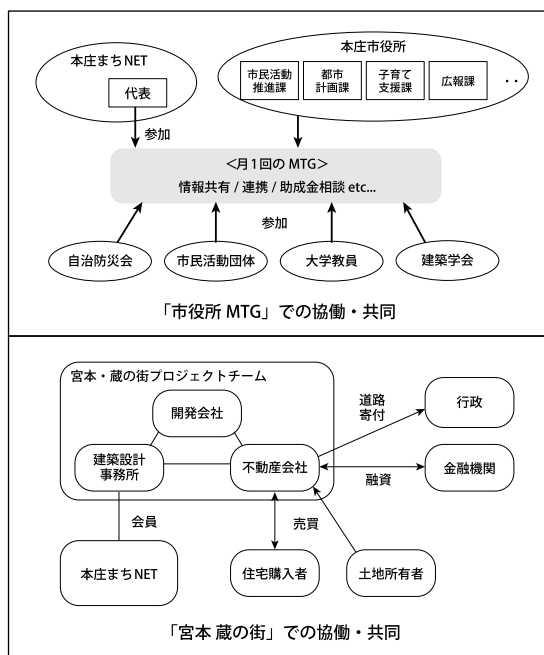 本庄まちNET
代表
本庄市役所
市民活動
推進課
都市
計画課
子育て
支援課
広報課
・・
参加
<月1回の MTG>
情報共有 / 連携 / 助成金相談 etc...
参加
自治防災会
市民活動団体
大学教員
建築学会
「市役所 MTG」での協働・共同
宮本・蔵の街プロジェクトチーム
開発会社
建築設計
事務所
不動産会社
道路
寄付
行政
融資
金融機関
会員
売買
本庄まちNET
住宅購入者
土地所有者
「宮本 蔵の街」での協働・共同